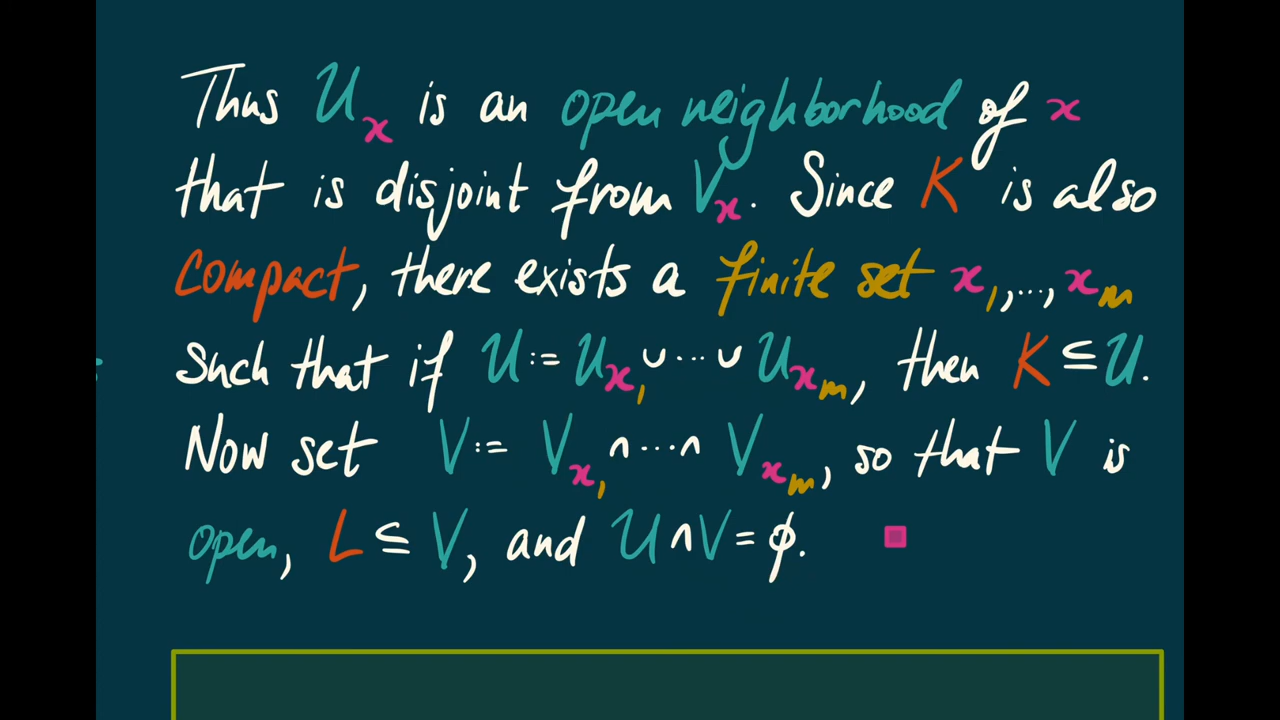 Thus U_x is an open neighborhood of x
that is disjoint from V_x. Since K is also
compact, there exists a finite set x_1,...,x_m
such that if U := U_{x_1} ∪ ... ∪ U_{x_m}, then K ⊆ U.
Now set V := V_{x_1} ∩ ... ∩ V_{x_m}, so that V is
open, L ⊆ V, and U ∩ V = ϕ.